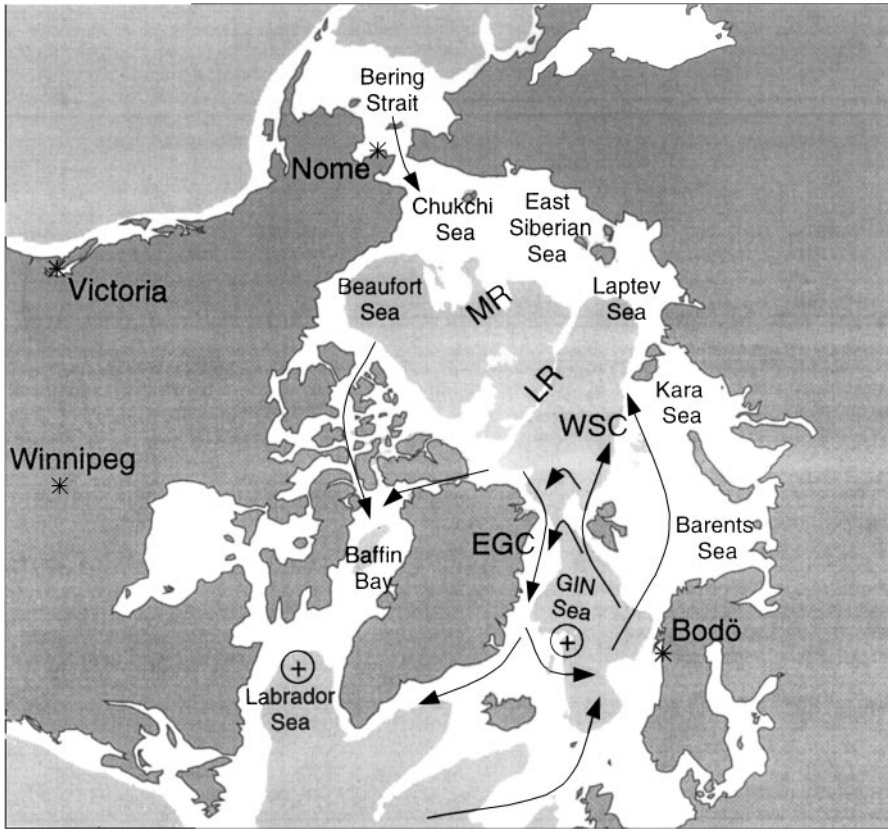 Bering
Strait
Nome
Chukchi
Sea
East
Siberian
Sea
Victoria
Beaufort
Sea
MR
Laptev
Sea
LR
Kara
Sea
WSC
Winnipeg
EGC
Barents
Sea
Baffin
Bay
GIN
Sea
Bodö
Labrador
Sea